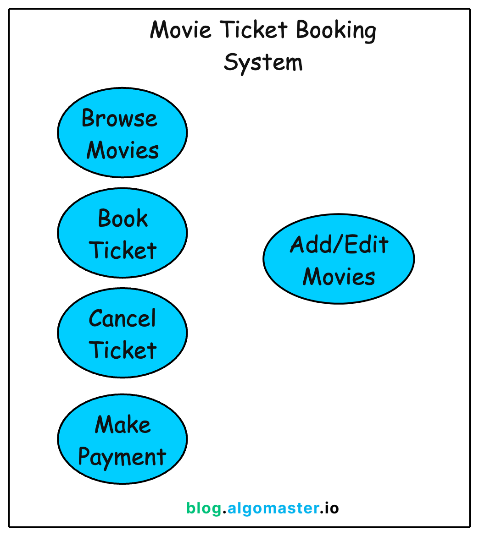 Movie Ticket Booking
System
Browse
Movies
Book
Ticket
Add/Edit
Movies
Cancel
Ticket
Make
Payment
blog.algomaster.io